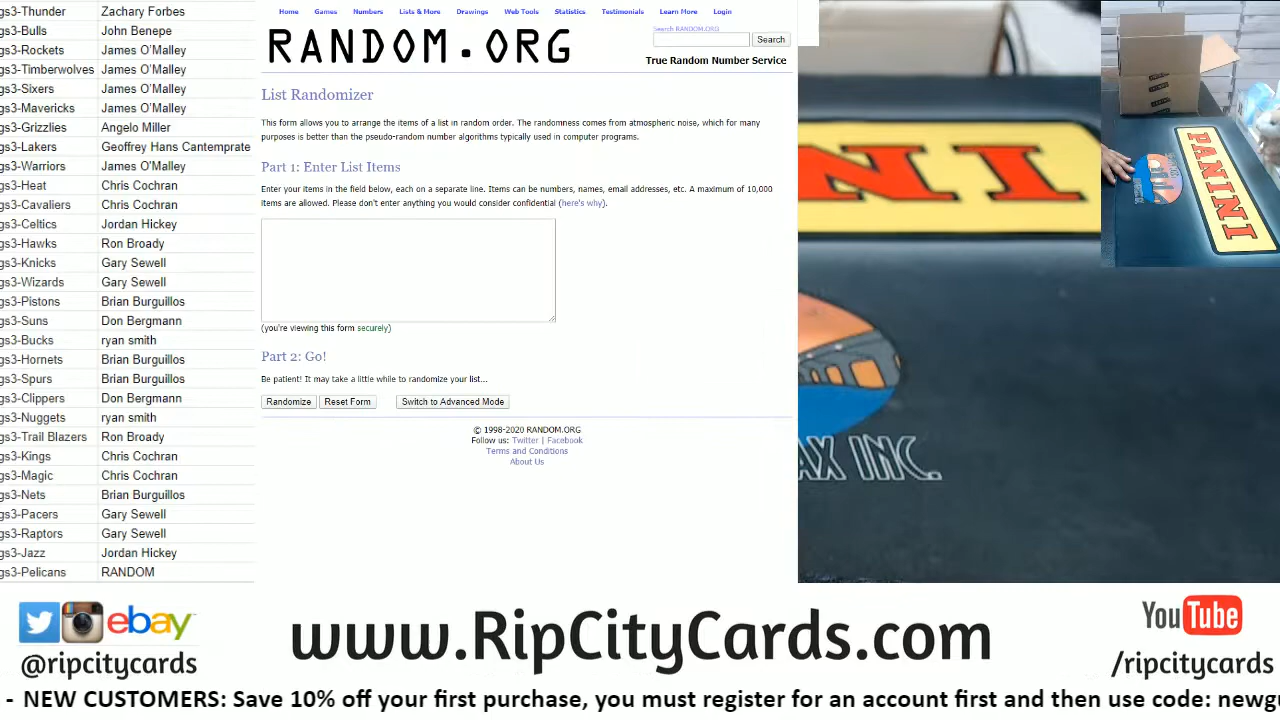 gs3-Thunder Zachary Forbes
gs3-Bulls John Benepe
gs3-Rockets James O'Malley
gs3-Timberwolves James O'Malley
gs3-Sixers James O'Malley
gs3-Mavericks James O'Malley
gs3-Grizzlies Angelo Miller
gs3-Lakers Geoffrey Hans Cantemprate
gs3-Warriors James O'Malley
gs3-Heat Chris Cochran
gs3-Cavaliers Chris Cochran
gs3-Celtics Jordan Hickey
gs3-Hawks Ron Broady
gs3-Knicks Gary Sewell
gs3-Wizards Gary Sewell
gs3-Pistons Brian Burguillos
gs3-Suns Don Bergmann
gs3-Bucks ryan smith
gs3-Hornets Brian Burguillos
gs3-Spurs Brian Burguillos
gs3-Clippers Don Bergmann
gs3-Nuggets ryan smith
gs3-Trail Blazers Ron Broady
gs3-Kings Chris Cochran
gs3-Magic Chris Cochran
gs3-Nets Brian Burguillos
gs3-Pacers Gary Sewell
gs3-Raptors Gary Sewell
gs3-Jazz Jordan Hickey
gs3-Pelicans RANDOM
Home Games Numbers Lists & More Drawings Web Tools Statistics Testimonials Learn More Login
RANDOM.ORG
Search RANDOM.ORG
Search
True Random Number Service
List Randomizer
This form allows you to arrange the items of a list in random order. The randomness comes from atmospheric noise, which for many
purposes is better than the pseudo-random number algorithms typically used in computer programs.
Part 1: Enter List Items
Enter your items in the field below, each on a separate line. Items can be numbers, names, email addresses, etc. A maximum of 10,000
items are allowed. Please don't enter anything you would consider confidential (here's why).
(you're viewing this form securely)
Part 2: Go!
Be patient! It may take a little while to randomize your list...
Randomize Reset Form Switch to Advanced Mode
© 1998-2020 RANDOM.ORG
Follow us: Twitter | Facebook
Terms and Conditions
About Us
NI
AX INC.
PANINI
ebay
@ripcitycards
www.RipCityCards.com
YouTube
/ripcitycards
- NEW CUSTOMERS: Save 10% off your first purchase, you must register for an account first and then use code: newg